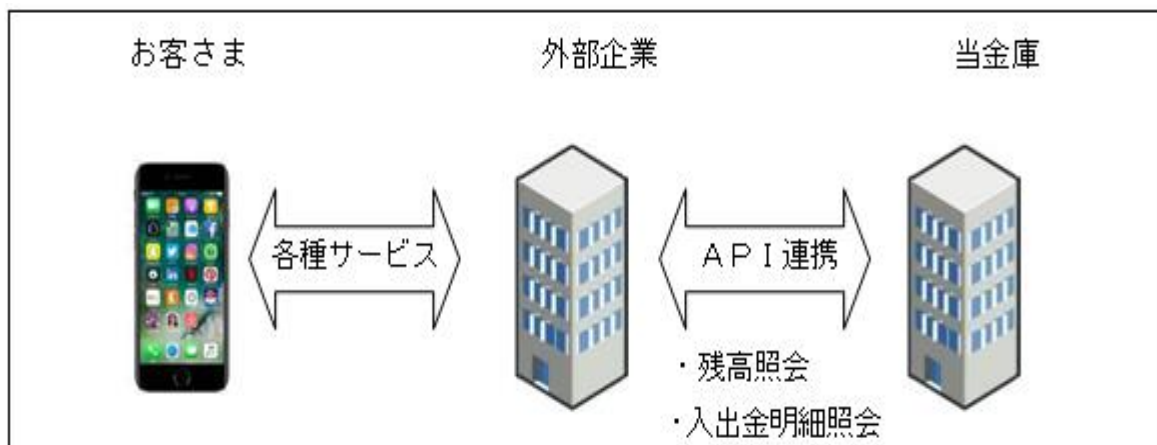 お客さま
外部企業
当金庫
各種サービス
ＡＰＩ連携
・残高照会
・入出金明細照会